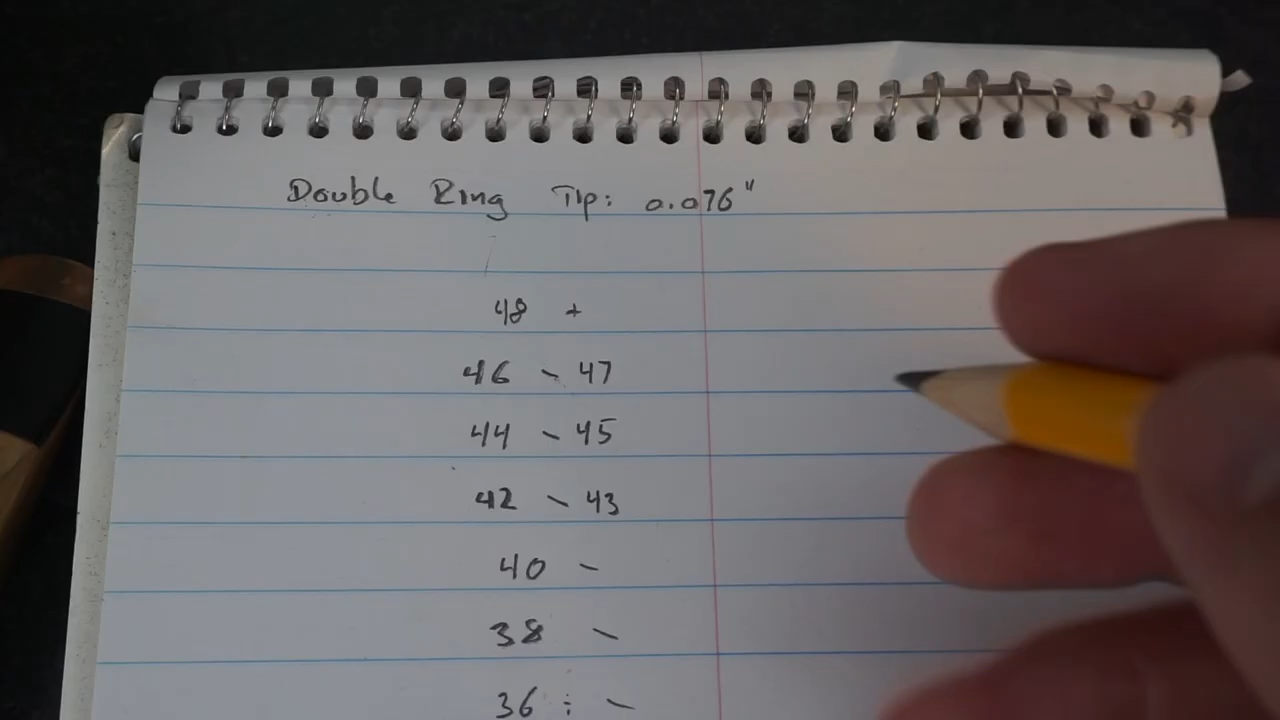 Double Ring Tip: 0.076"
48 +
46 - 47
44 - 45
42 - 43
40 -
38 -
36 : -